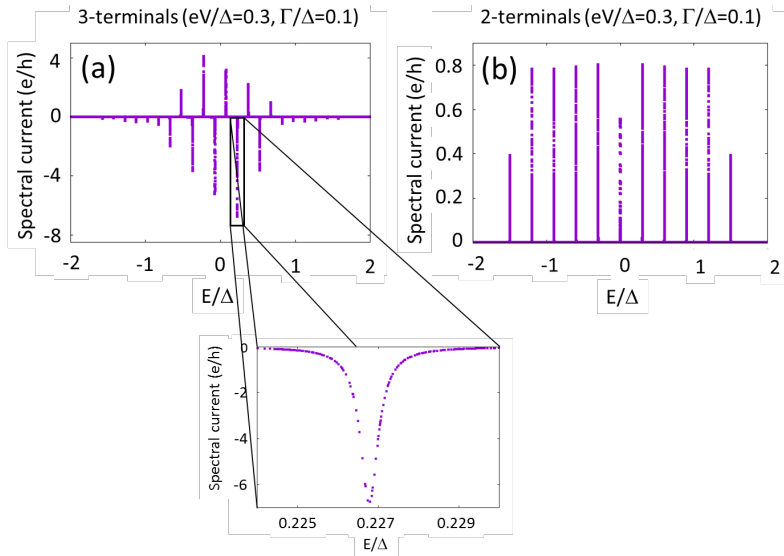 3-terminals (eV/Δ=0.3, Γ/Δ=0.1)
2-terminals (eV/Δ=0.3, Γ/Δ=0.1)
(a)
Spectral current (e/h)
4
0
-4
-8
-2
-1
0
1
2
E/Δ
(b)
Spectral current (e/h)
0.8
0.6
0.4
0.2
0
-2
-1
0
1
2
E/Δ
Spectral current (e/h)
0
-2
-4
-6
0.225
0.227
0.229
E/Δ